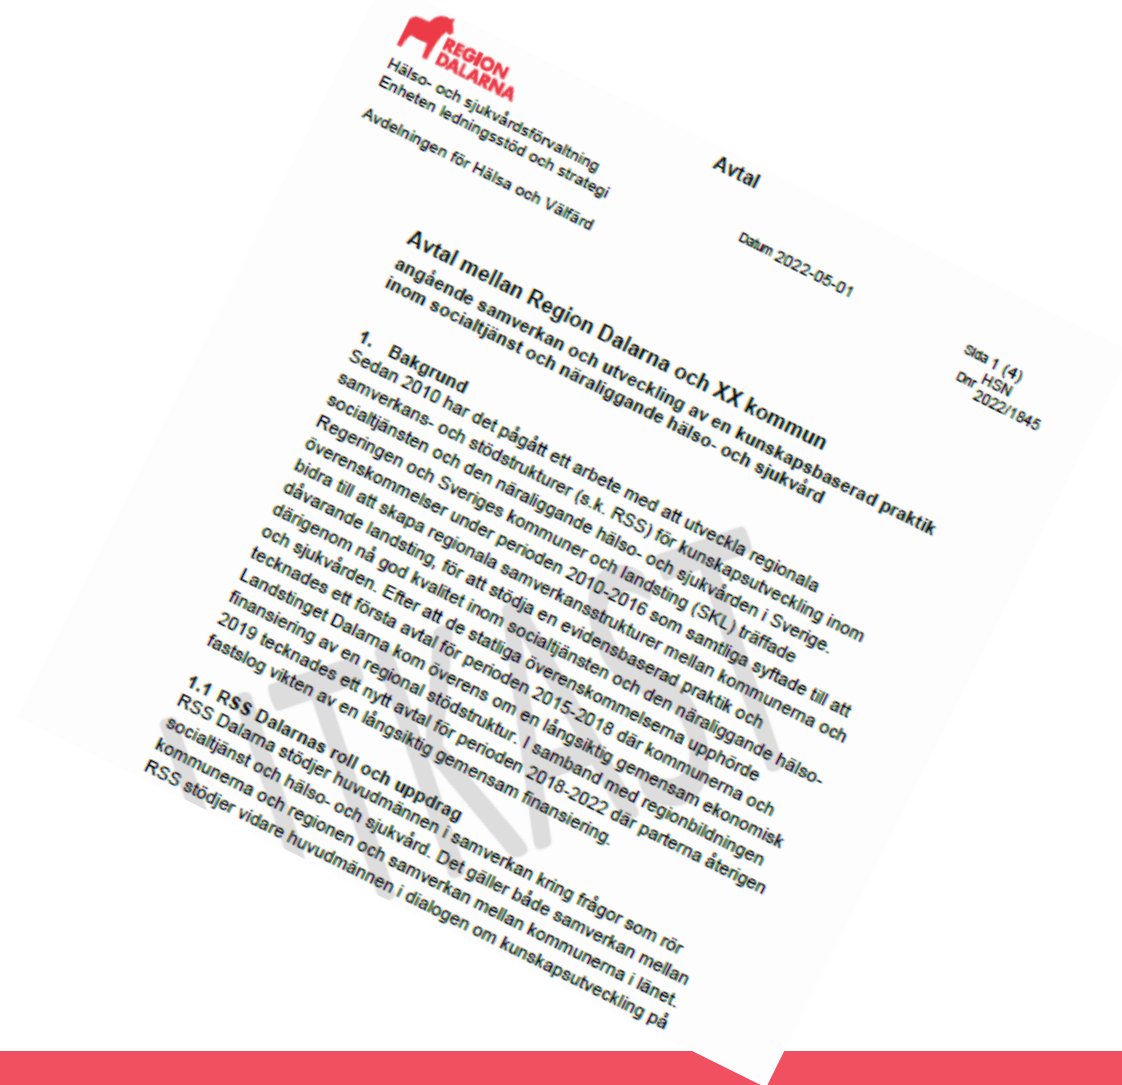 REGION
DALARNA
Hälso- och sjukvårdsförvaltning
Enheten ledningsstöd och strategi
Avdelningen för Hälsa och Välfärd
Avtal
Datum 2022-05-01
Sida 1 (4)
Dnr HSN
2022/1845
Avtal mellan Region Dalarna och XX kommun
angående samverkan och utveckling av en kunskapsbaserad praktik
inom socialtjänst och näraliggande hälso- och sjukvård
1. Bakgrund
Sedan 2010 har det pågått ett arbete med att utveckla regionala
samverkans- och stödstrukturer (s.k. RSS) för kunskapsutveckling inom
socialtjänsten och den näraliggande hälso- och sjukvården i Sverige.
Regeringen och Sveriges kommuner och landsting (SKL) träffade
överenskommelser under perioden 2010-2016 som samtliga syftade till att
bidra till att skapa regionala samverkansstrukturer mellan kommunerna och
dåvarande landsting, för att stödja en evidensbaserad praktik och
därigenom nå god kvalitet inom socialtjänsten och den näraliggande hälso-
och sjukvården. Efter att de statliga överenskommelserna upphörde
tecknades ett första avtal för perioden 2015-2018 där kommunerna och
Landstinget Dalarna kom överens om en långsiktig gemensam ekonomisk
finansiering av en regional stödstruktur. I samband med regionbildningen
2019 tecknades ett nytt avtal för perioden 2018-2022 där parterna återigen
fastslog vikten av en långsiktig gemensam finansiering.
1.1 RSS Dalarnas roll och uppdrag
RSS Dalarna stödjer huvudmännen i samverkan kring frågor som rör
socialtjänst och hälso- och sjukvård. Det gäller både samverkan mellan
kommunerna och regionen och samverkan mellan kommunerna i länet.
RSS stödjer vidare huvudmännen i dialogen om kunskapsutveckling på
UTKAST